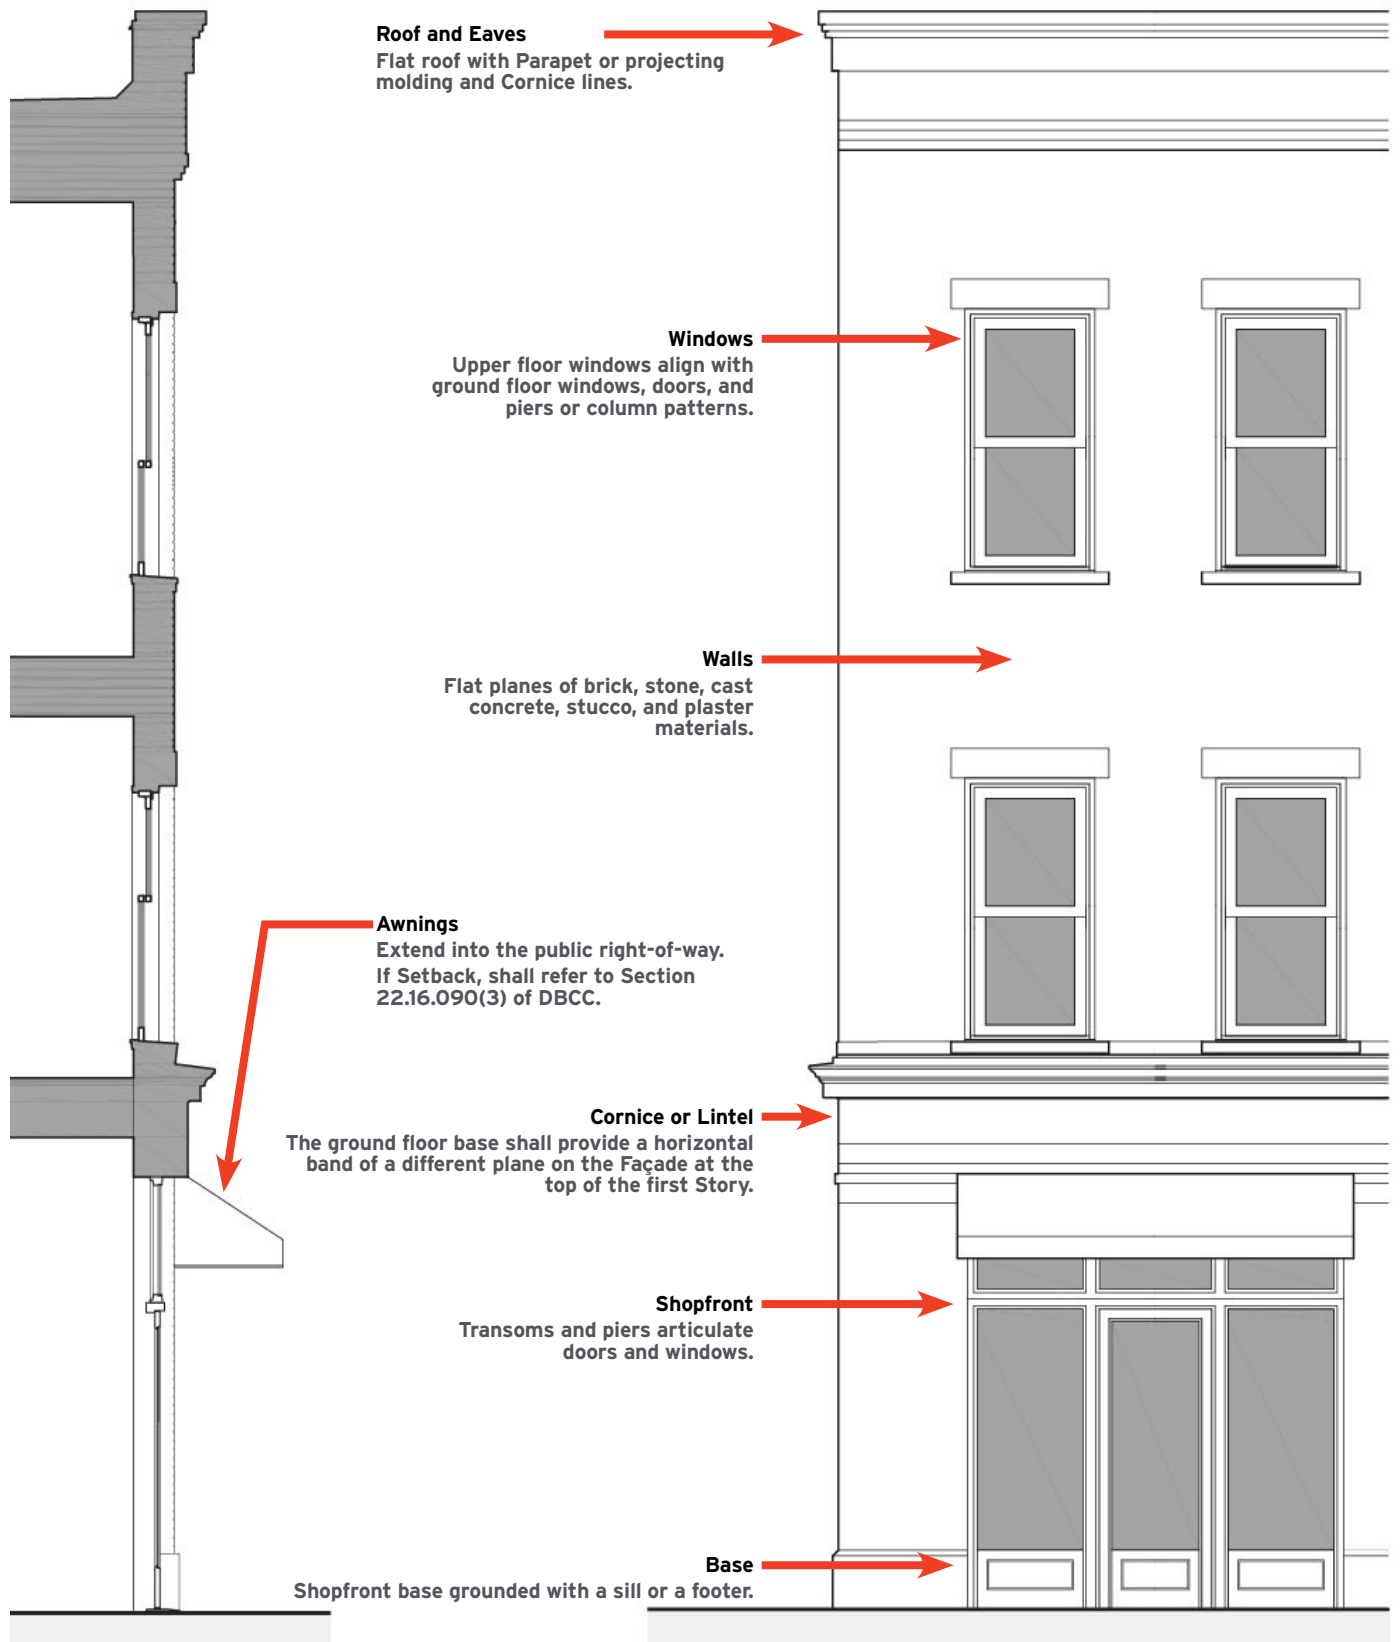 Roof and Eaves
Flat roof with Parapet or projecting
molding and Cornice lines.
Windows
Upper floor windows align with
ground floor windows, doors, and
piers or column patterns.
Walls
Flat planes of brick, stone, cast
concrete, stucco, and plaster
materials.
Awnings
Extend into the public right-of-way.
If Setback, shall refer to Section
22.16.090(3) of DBCC.
Cornice or Lintel
The ground floor base shall provide a horizontal
band of a different plane on the Façade at the
top of the first Story.
Shopfront
Transoms and piers articulate
doors and windows.
Base
Shopfront base grounded with a sill or a footer.